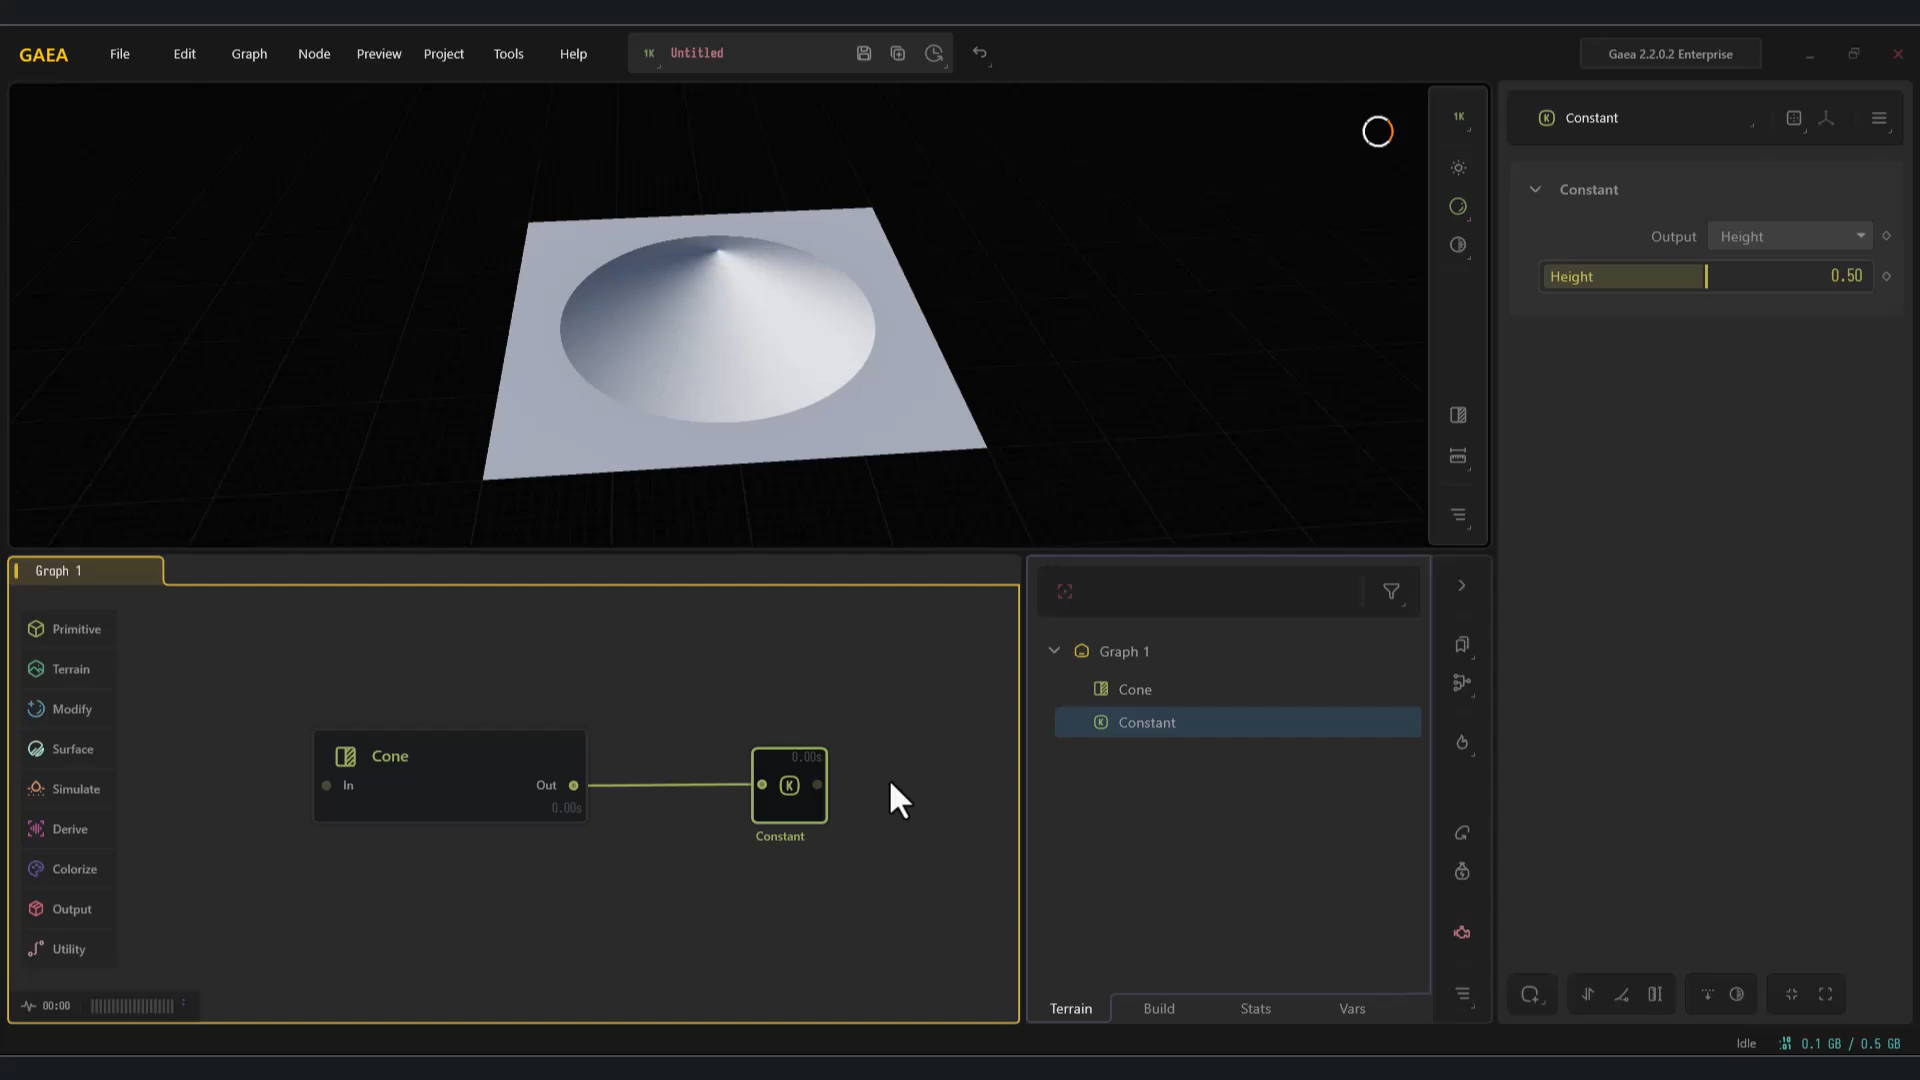 GAEA File Edit Graph Node Preview Project Tools Help 1K Untitled Gaea 2.2.0.2 Enterprise
1K
Constant
Constant
Output Height
Height 0.50
Graph 1
Primitive
Terrain
Modify
Surface
Simulate
Derive
Colorize
Output
Utility
00:00
Cone
In Out
0.00s
0.00s
K
Constant
Graph 1
Cone
Constant
Terrain Build Stats Vars
Idle 0.1 GB / 0.5 GB